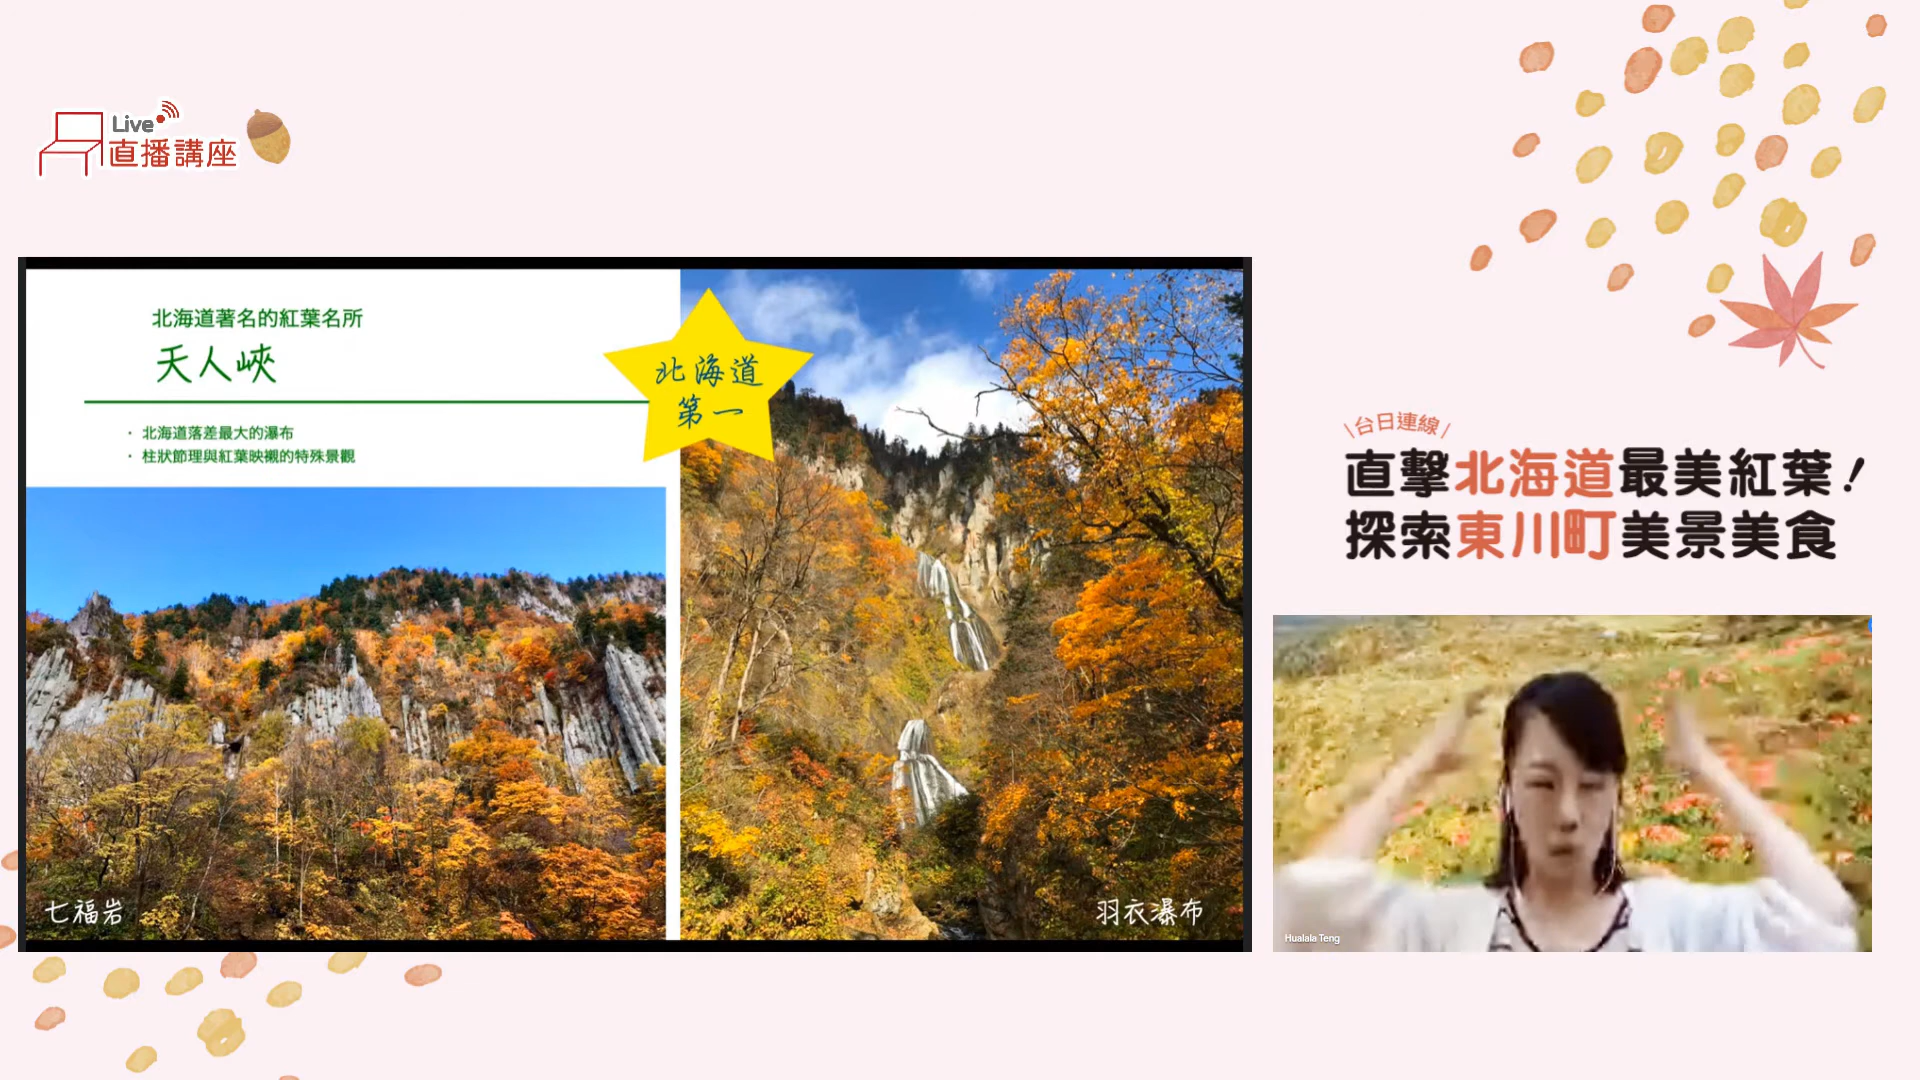 Live
直播講座
北海道著名的紅葉名所
天人峽
· 北海道落差最大的瀑布
· 柱狀節理與紅葉映襯的特殊景觀
北海道
第一
七福岩
羽衣瀑布
\台日連線/
直擊北海道最美紅葉!
探索東川町美景美食
Hualala Teng